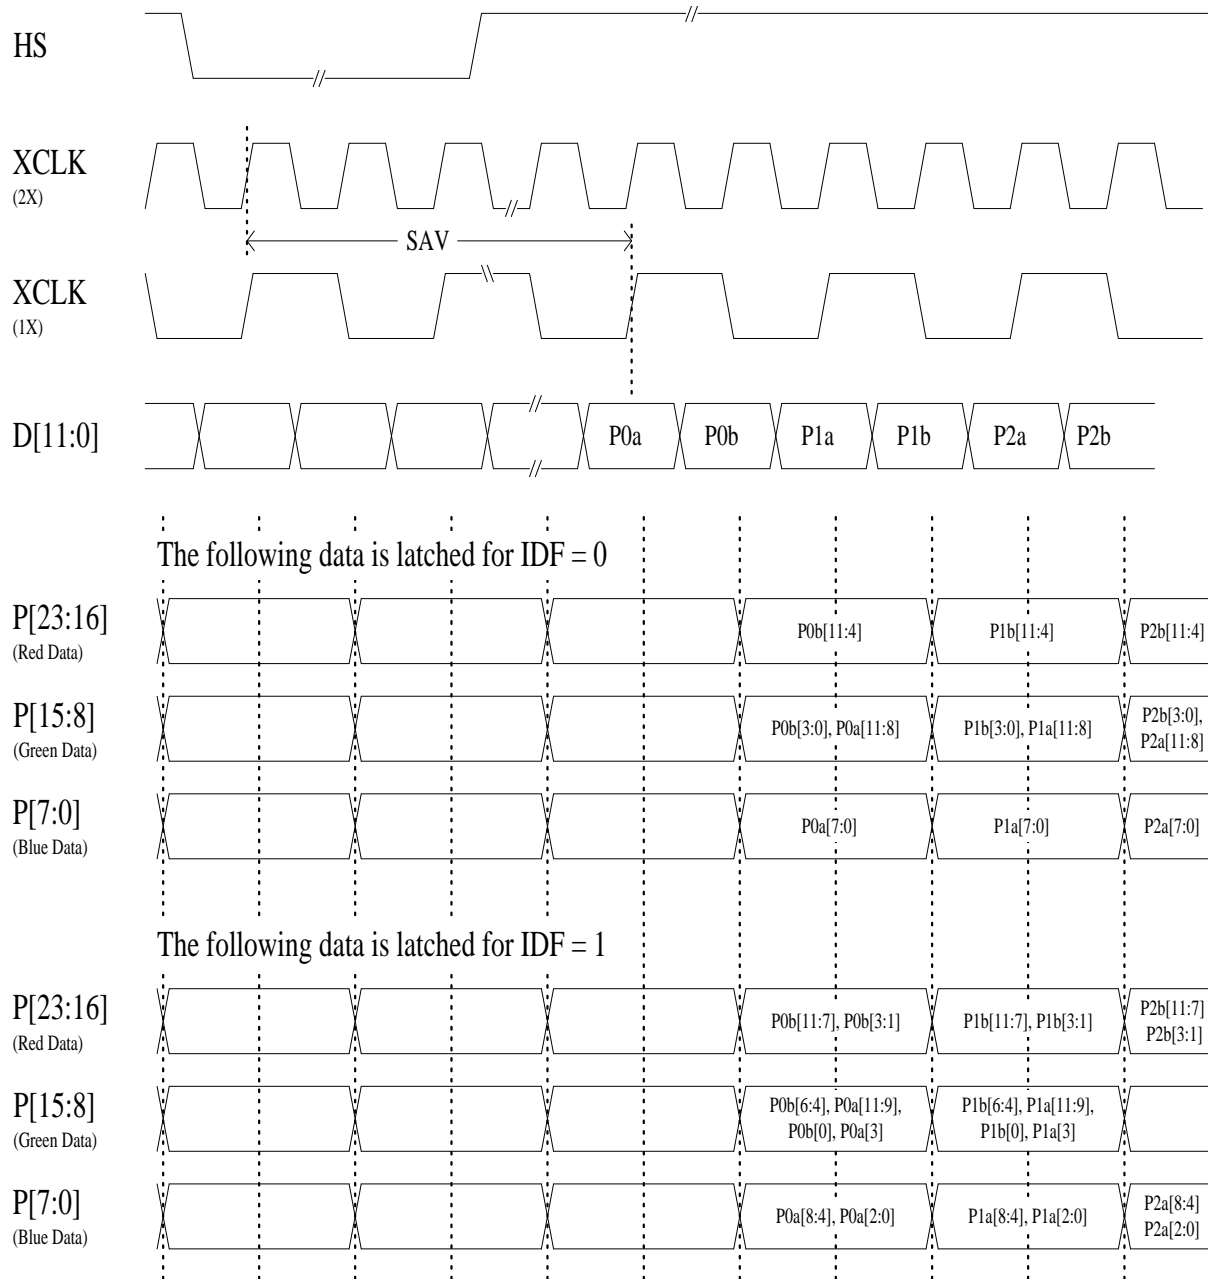 HS
XCLK
(2X)
SAV
XCLK
(1X)
D[11:0]
P0a
P0b
P1a
P1b
P2a
P2b
The following data is latched for IDF = 0
P[23:16]
(Red Data)
P0b[11:4]
P1b[11:4]
P2b[11:4]
P[15:8]
(Green Data)
P0b[3:0], P0a[11:8]
P1b[3:0], P1a[11:8]
P2b[3:0],
P2a[11:8]
P[7:0]
(Blue Data)
P0a[7:0]
P1a[7:0]
P2a[7:0]
The following data is latched for IDF = 1
P[23:16]
(Red Data)
P0b[11:7], P0b[3:1]
P1b[11:7], P1b[3:1]
P2b[11:7]
P2b[3:1]
P[15:8]
(Green Data)
P0b[6:4], P0a[11:9],
P0b[0], P0a[3]
P1b[6:4], P1a[11:9],
P1b[0], P1a[3]
P[7:0]
(Blue Data)
P0a[8:4], P0a[2:0]
P1a[8:4], P1a[2:0]
P2a[8:4]
P2a[2:0]